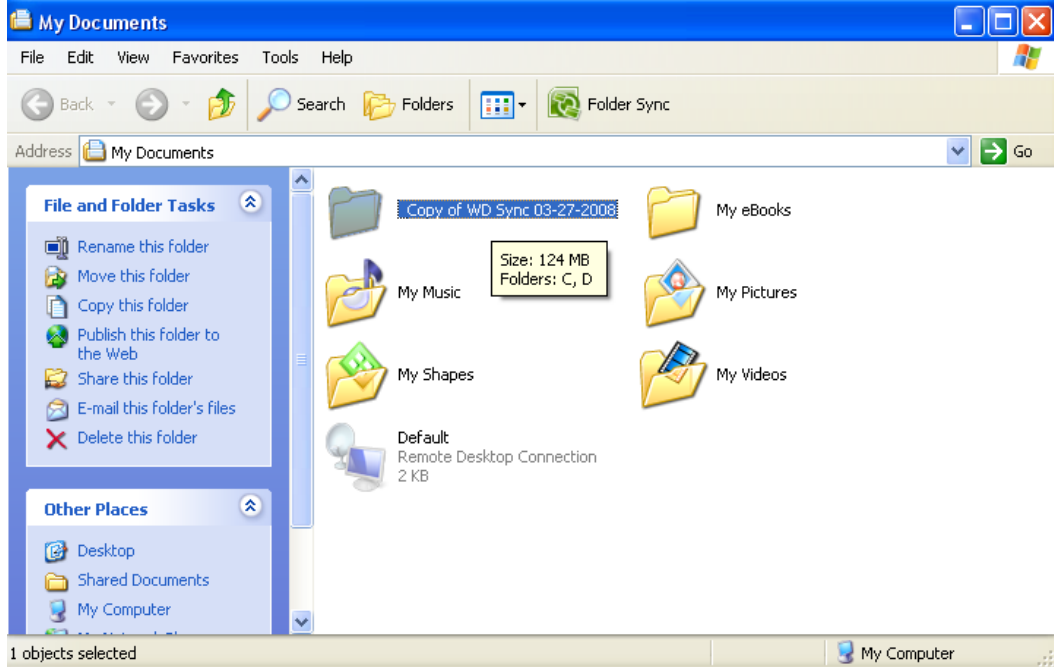 My Documents
File Edit View Favorites Tools Help
Back Search Folders Folder Sync
Address My Documents Go
File and Folder Tasks
Rename this folder
Move this folder
Copy this folder
Publish this folder to
the Web
Share this folder
E-mail this folder's files
Delete this folder
Other Places
Desktop
Shared Documents
My Computer
Copy of WD Sync 03-27-2008
My eBooks
Size: 124 MB
Folders: C, D
My Music
My Pictures
My Shapes
My Videos
Default
Remote Desktop Connection
2 KB
1 objects selected
My Computer